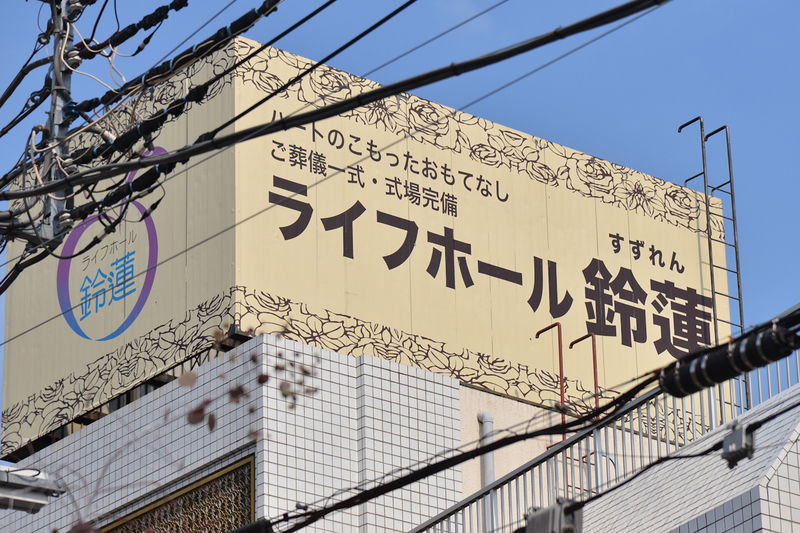 ライフホール
鈴蓮
ハートのこもったおもてなし
ご葬儀一式・式場完備
すずれん
ライフホール鈴蓮